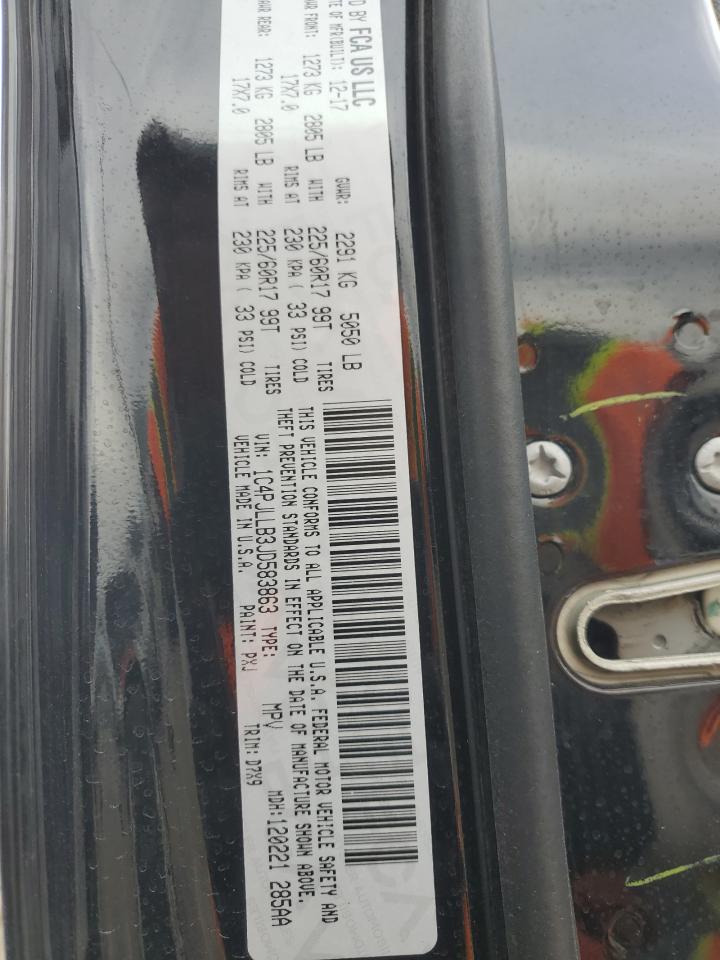 D BY FCA US LLC
TE OF MFR(BUILT): 12-17 GVWR: 2291 KG 5050 LB
AWR FRONT: 1273 KG 2805 LB WITH 225/60R17 99T TIRES
17X7.0 RIMS AT 230 KPA ( 33 PSI) COLD
AWR REAR: 1273 KG 2805 LB WITH 225/60R17 99T TIRES
17X7.0 RIMS AT 230 KPA ( 33 PSI) COLD
THIS VEHICLE CONFORMS TO ALL APPLICABLE U.S.A. FEDERAL MOTOR VEHICLE SAFETY AND
THEFT PREVENTION STANDARDS IN EFFECT ON THE DATE OF MANUFACTURE SHOWN ABOVE.
VIN: 1C4PJLLB3JD583863 TYPE: MPV MDH:120221 285AA
VEHICLE MADE IN U.S.A. PAINT: PXJ TRIM: D7X9